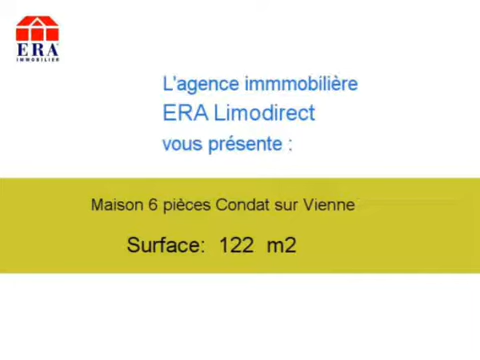 ERA
IMMOBILIER
L'agence immmobilière
ERA Limodirect
vous présente :
Maison 6 pièces Condat sur Vienne
Surface: 122 m2